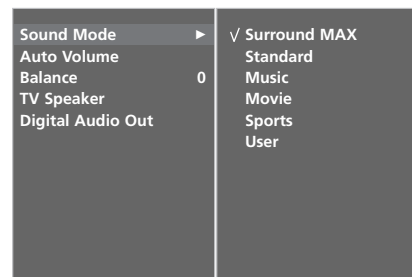 Sound Mode ►
Auto Volume
Balance 0
TV Speaker
Digital Audio Out
√ Surround MAX
Standard
Music
Movie
Sports
User